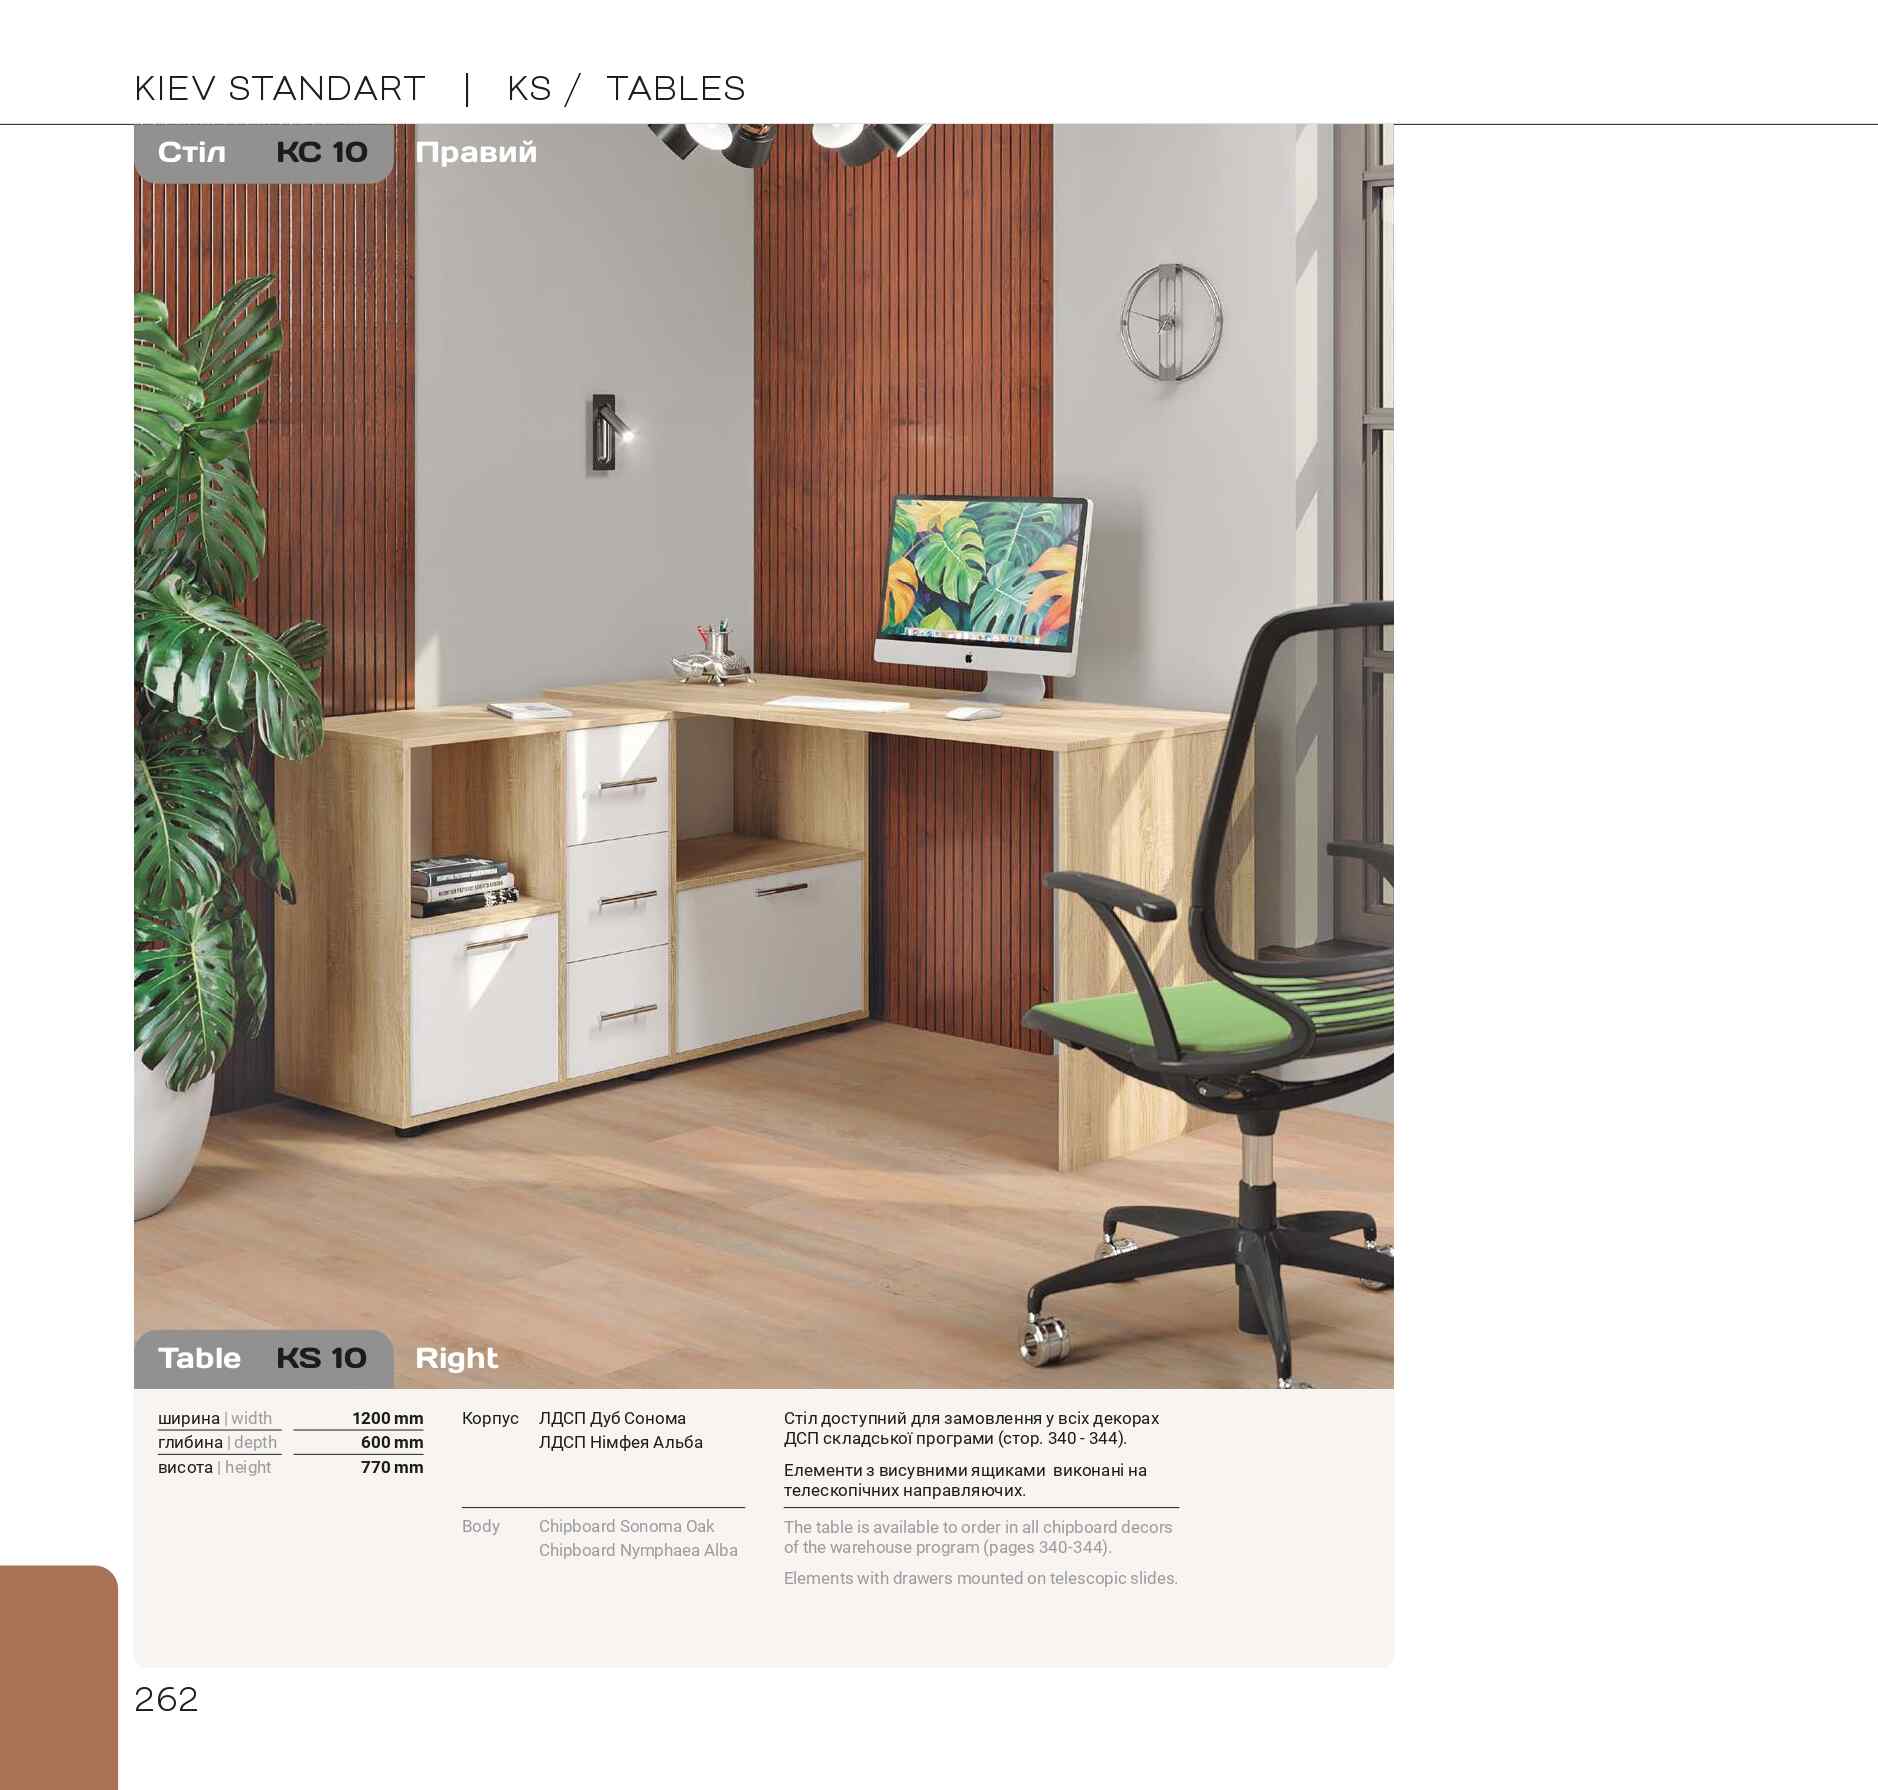 KIEV STANDART | KS / TABLES
Стіл КС 10 Правий
Table KS 10 Right
ширина | width 1200 mm
глибина | depth 600 mm
висота | height 770 mm
Корпус ЛДСП Дуб Сонома
ЛДСП Німфея Альба
Body Chipboard Sonoma Oak
Chipboard Nymphaea Alba
Стіл доступний для замовлення у всіх декорах
ДСП складської програми (стор. 340 - 344).
Елементи з висувними ящиками виконані на
телескопічних направляючих.
The table is available to order in all chipboard decors
of the warehouse program (pages 340-344).
Elements with drawers mounted on telescopic slides.
262